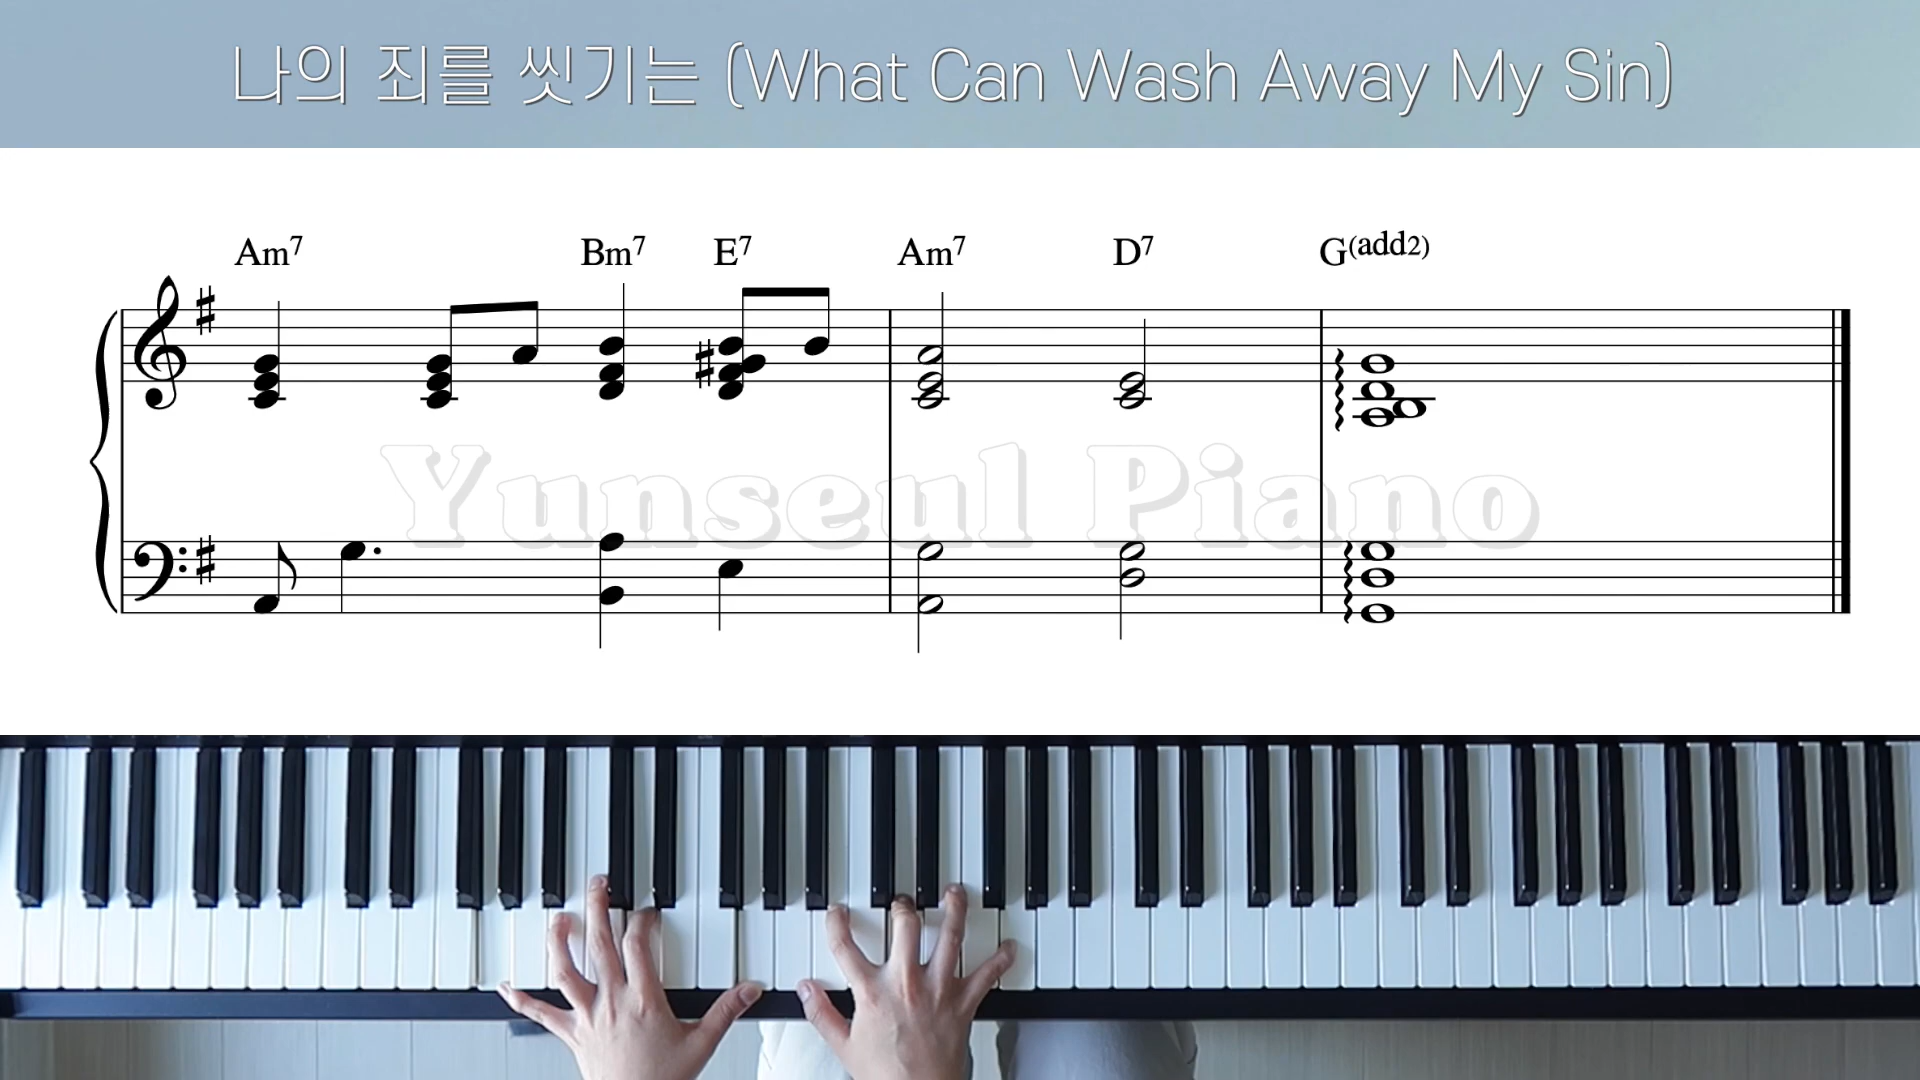 나의 죄를 씻기는 (What Can Wash Away My Sin)
Am7 Bm7 E7 Am7 D7 G(add2)
Yunseul Piano